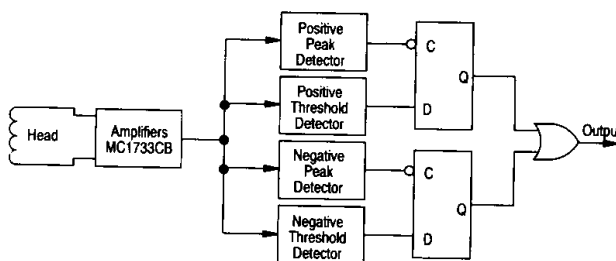 Positive
Peak
Detector
C
Q
Positive
Threshold
Detector
D
Head
Amplifiers
MC1733CB
Output
Negative
Peak
Detector
C
Q
Negative
Threshold
Detector
D